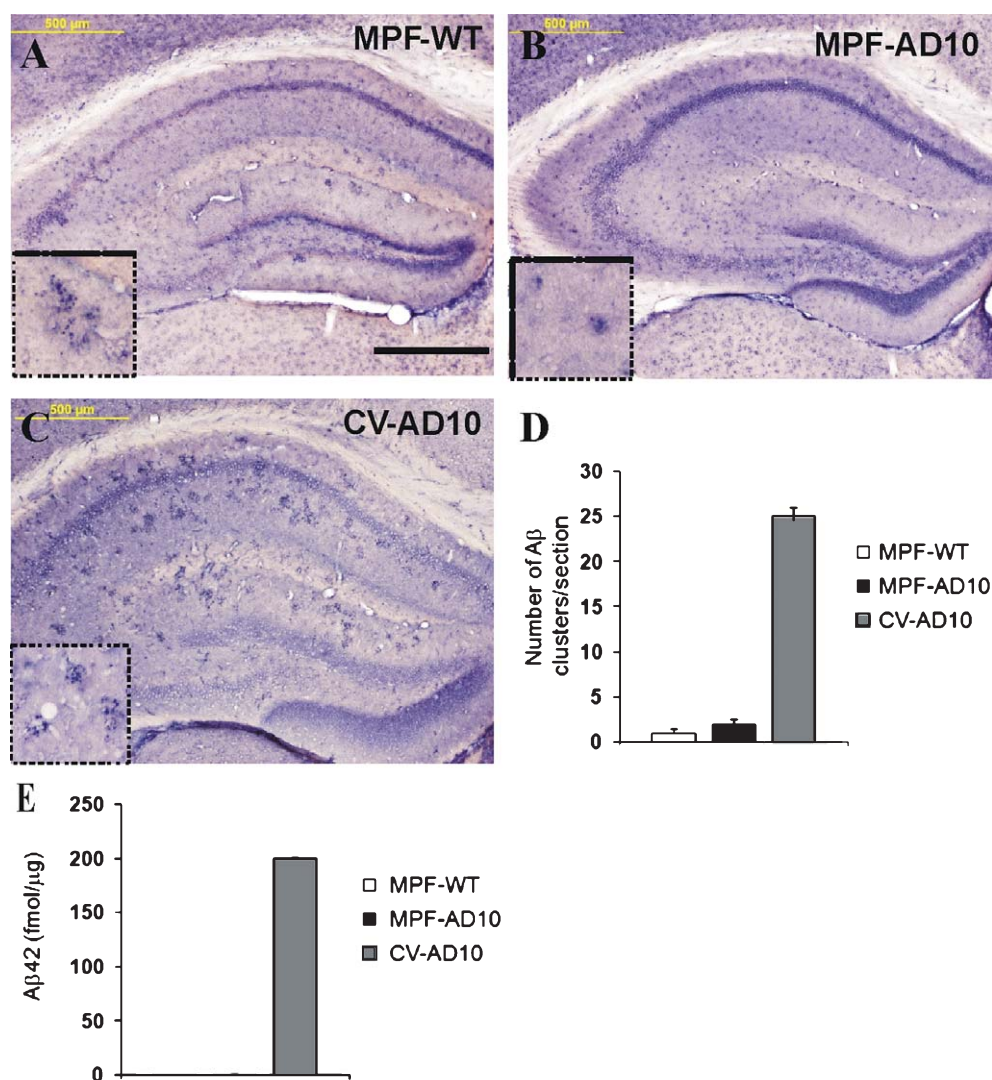 500 µm
A
MPF-WT
500 µm
B
MPF-AD10
500 µm
C
CV-AD10
D
30
25
20
15
10
5
0
Number of Aβ
clusters/section
MPF-WT
MPF-AD10
CV-AD10
E
250
200
150
100
50
0
Aβ42 (fmol/µg)
MPF-WT
MPF-AD10
CV-AD10